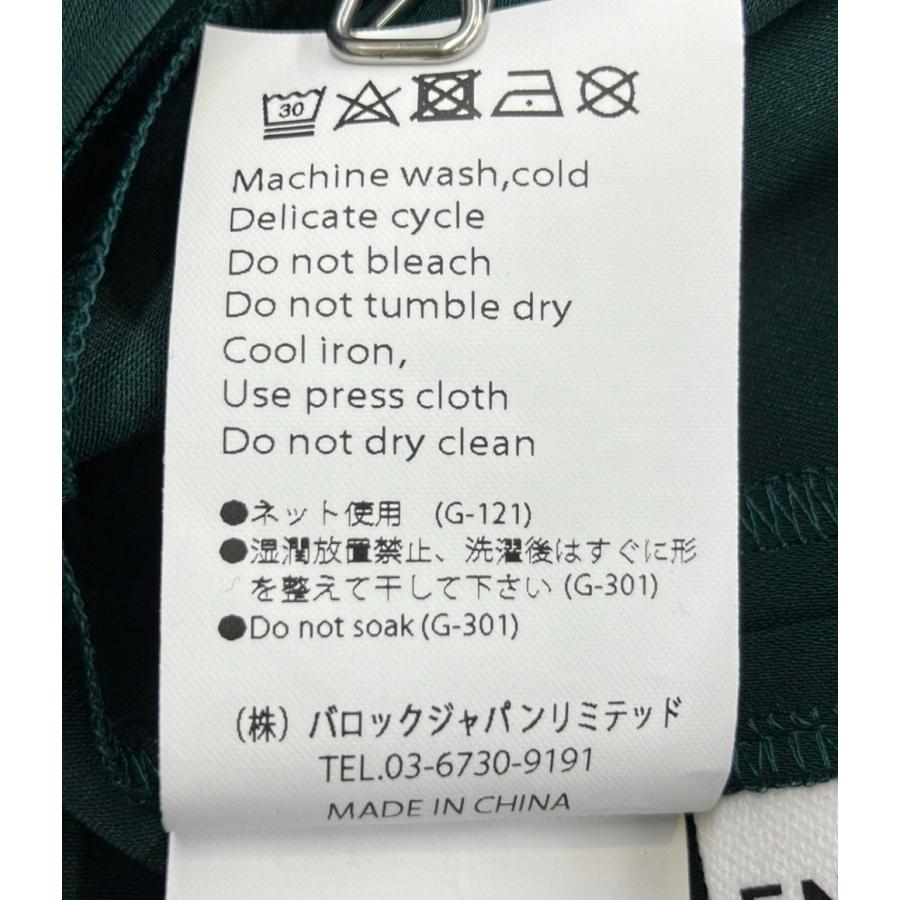 30
Machine wash,cold
Delicate cycle
Do not bleach
Do not tumble dry
Cool iron,
Use press cloth
Do not dry clean
●ネット使用 (G-121)
●湿潤放置禁止、洗濯後はすぐに形
を整えて干して下さい (G-301)
●Do not soak (G-301)
（株）バロックジャパンリミテッド
TEL.03-6730-9191
MADE IN CHINA